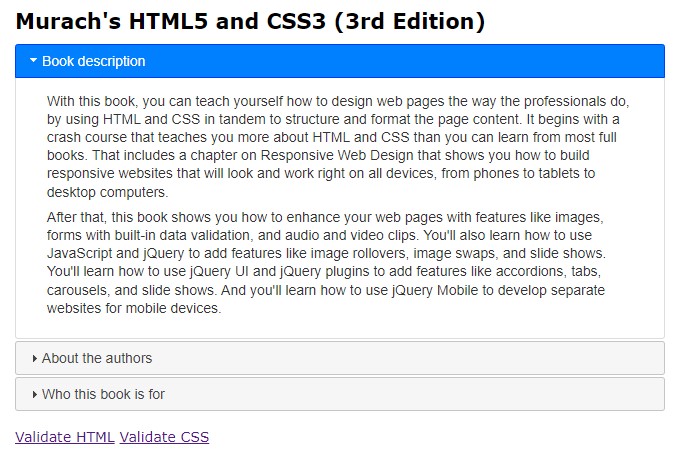 Murach's HTML5 and CSS3 (3rd Edition)
Book description
With this book, you can teach yourself how to design web pages the way the professionals do,
by using HTML and CSS in tandem to structure and format the page content. It begins with a
crash course that teaches you more about HTML and CSS than you can learn from most full
books. That includes a chapter on Responsive Web Design that shows you how to build
responsive websites that will look and work right on all devices, from phones to tablets to
desktop computers.
After that, this book shows you how to enhance your web pages with features like images,
forms with built-in data validation, and audio and video clips. You'll also learn how to use
JavaScript and jQuery to add features like image rollovers, image swaps, and slide shows.
You'll learn how to use jQuery UI and jQuery plugins to add features like accordions, tabs,
carousels, and slide shows. And you'll learn how to use jQuery Mobile to develop separate
websites for mobile devices.
About the authors
Who this book is for
Validate HTML Validate CSS